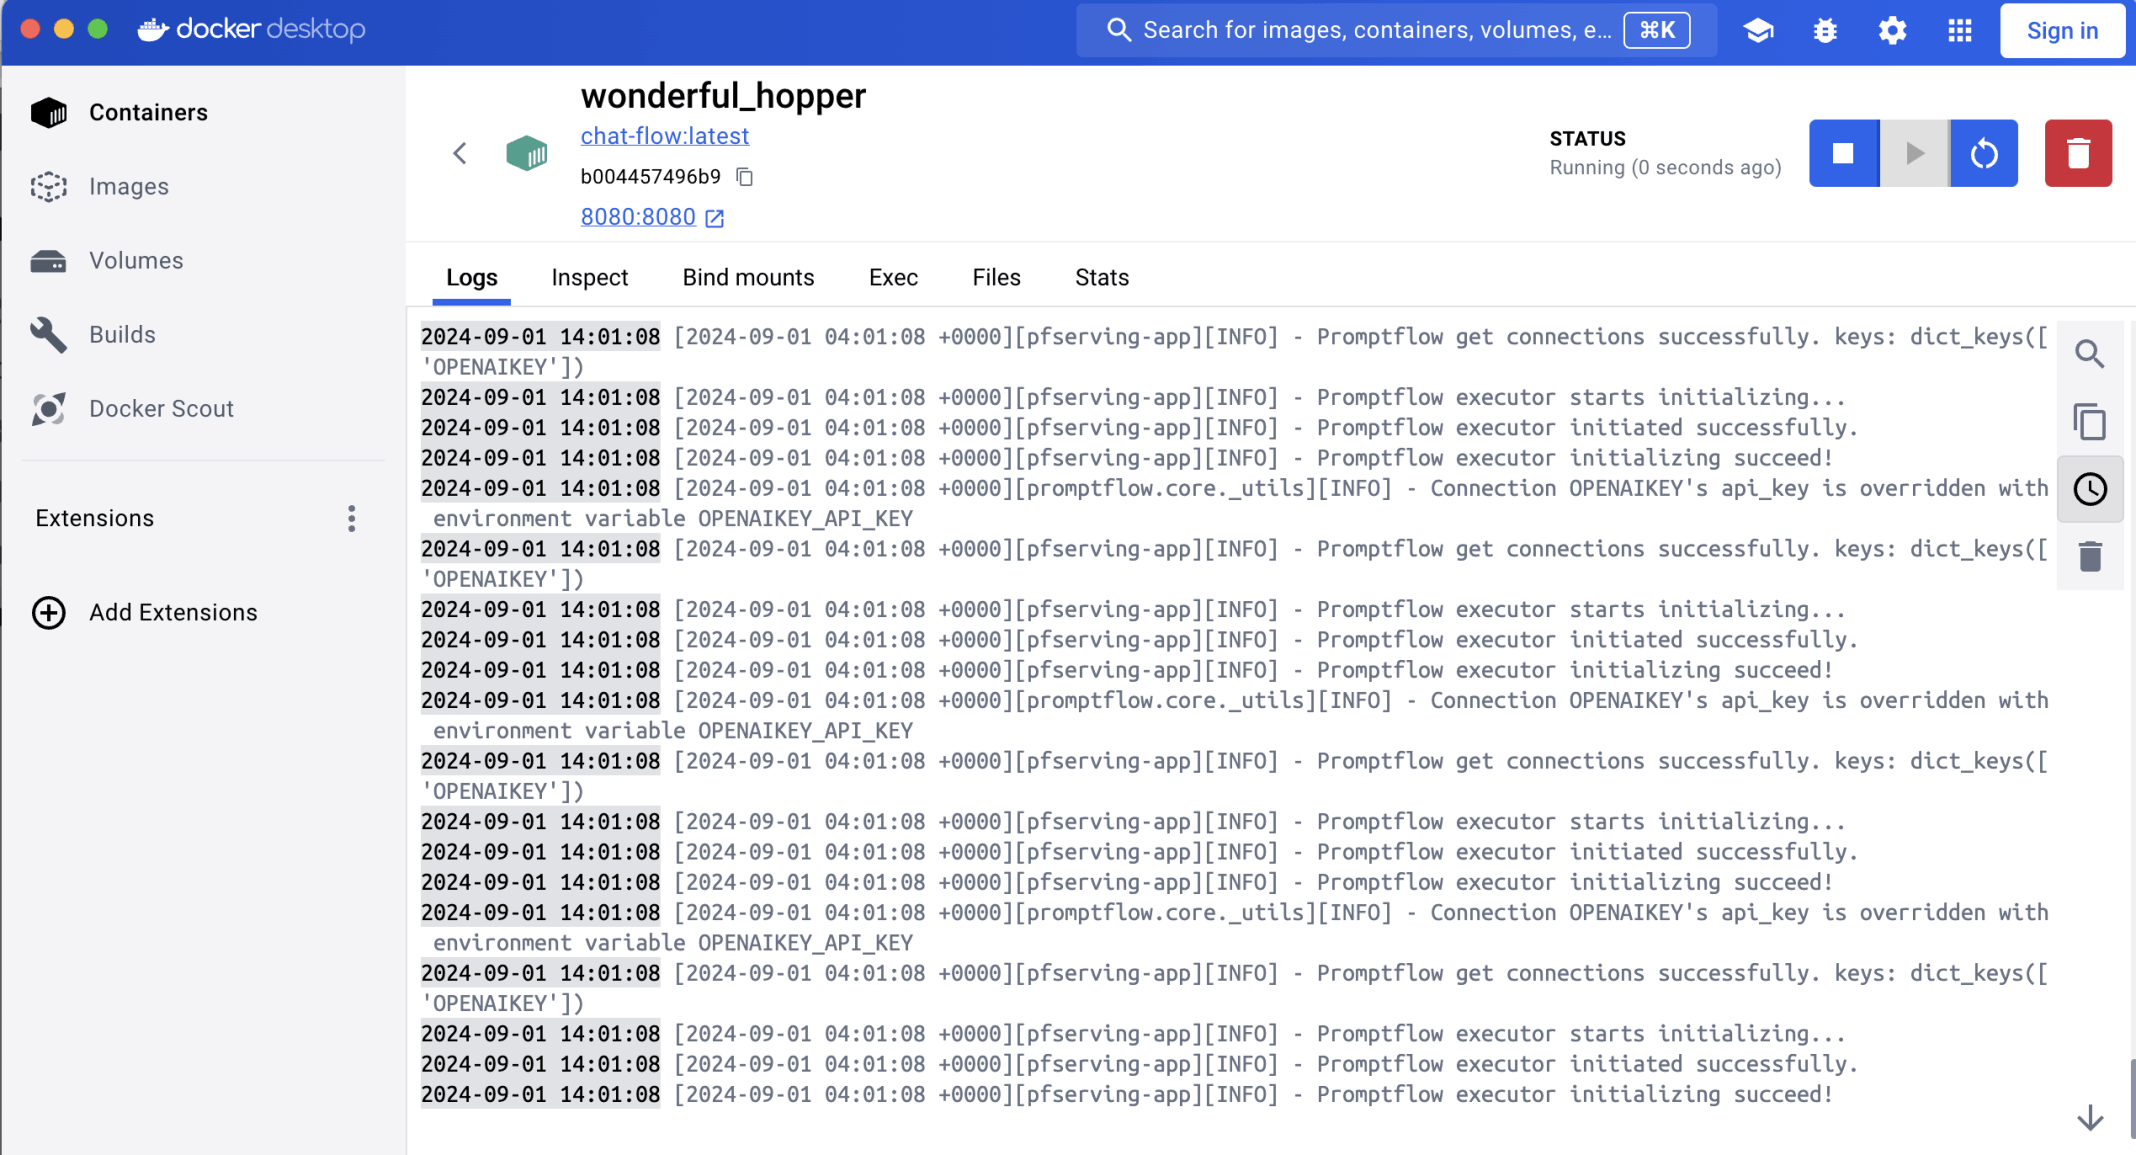 docker desktop
Search for images, containers, volumes, e...
⌘K
Sign in
Containers
Images
Volumes
Builds
Docker Scout
Extensions
Add Extensions
wonderful_hopper
chat-flow:latest
b004457496b9
8080:8080
STATUS
Running (0 seconds ago)
Logs
Inspect
Bind mounts
Exec
Files
Stats
2024-09-01 14:01:08 [2024-09-01 04:01:08 +0000][pfserving-app][INFO] - Promptflow get connections successfully. keys: dict_keys([
'OPENAIKEY'])
2024-09-01 14:01:08 [2024-09-01 04:01:08 +0000][pfserving-app][INFO] - Promptflow executor starts initializing...
2024-09-01 14:01:08 [2024-09-01 04:01:08 +0000][pfserving-app][INFO] - Promptflow executor initiated successfully.
2024-09-01 14:01:08 [2024-09-01 04:01:08 +0000][pfserving-app][INFO] - Promptflow executor initializing succeed!
2024-09-01 14:01:08 [2024-09-01 04:01:08 +0000][promptflow.core._utils][INFO] - Connection OPENAIKEY's api_key is overridden with
environment variable OPENAIKEY_API_KEY
2024-09-01 14:01:08 [2024-09-01 04:01:08 +0000][pfserving-app][INFO] - Promptflow get connections successfully. keys: dict_keys([
'OPENAIKEY'])
2024-09-01 14:01:08 [2024-09-01 04:01:08 +0000][pfserving-app][INFO] - Promptflow executor starts initializing...
2024-09-01 14:01:08 [2024-09-01 04:01:08 +0000][pfserving-app][INFO] - Promptflow executor initiated successfully.
2024-09-01 14:01:08 [2024-09-01 04:01:08 +0000][pfserving-app][INFO] - Promptflow executor initializing succeed!
2024-09-01 14:01:08 [2024-09-01 04:01:08 +0000][promptflow.core._utils][INFO] - Connection OPENAIKEY's api_key is overridden with
environment variable OPENAIKEY_API_KEY
2024-09-01 14:01:08 [2024-09-01 04:01:08 +0000][pfserving-app][INFO] - Promptflow get connections successfully. keys: dict_keys([
'OPENAIKEY'])
2024-09-01 14:01:08 [2024-09-01 04:01:08 +0000][pfserving-app][INFO] - Promptflow executor starts initializing...
2024-09-01 14:01:08 [2024-09-01 04:01:08 +0000][pfserving-app][INFO] - Promptflow executor initiated successfully.
2024-09-01 14:01:08 [2024-09-01 04:01:08 +0000][pfserving-app][INFO] - Promptflow executor initializing succeed!
2024-09-01 14:01:08 [2024-09-01 04:01:08 +0000][promptflow.core._utils][INFO] - Connection OPENAIKEY's api_key is overridden with
environment variable OPENAIKEY_API_KEY
2024-09-01 14:01:08 [2024-09-01 04:01:08 +0000][pfserving-app][INFO] - Promptflow get connections successfully. keys: dict_keys([
'OPENAIKEY'])
2024-09-01 14:01:08 [2024-09-01 04:01:08 +0000][pfserving-app][INFO] - Promptflow executor starts initializing...
2024-09-01 14:01:08 [2024-09-01 04:01:08 +0000][pfserving-app][INFO] - Promptflow executor initiated successfully.
2024-09-01 14:01:08 [2024-09-01 04:01:08 +0000][pfserving-app][INFO] - Promptflow executor initializing succeed!